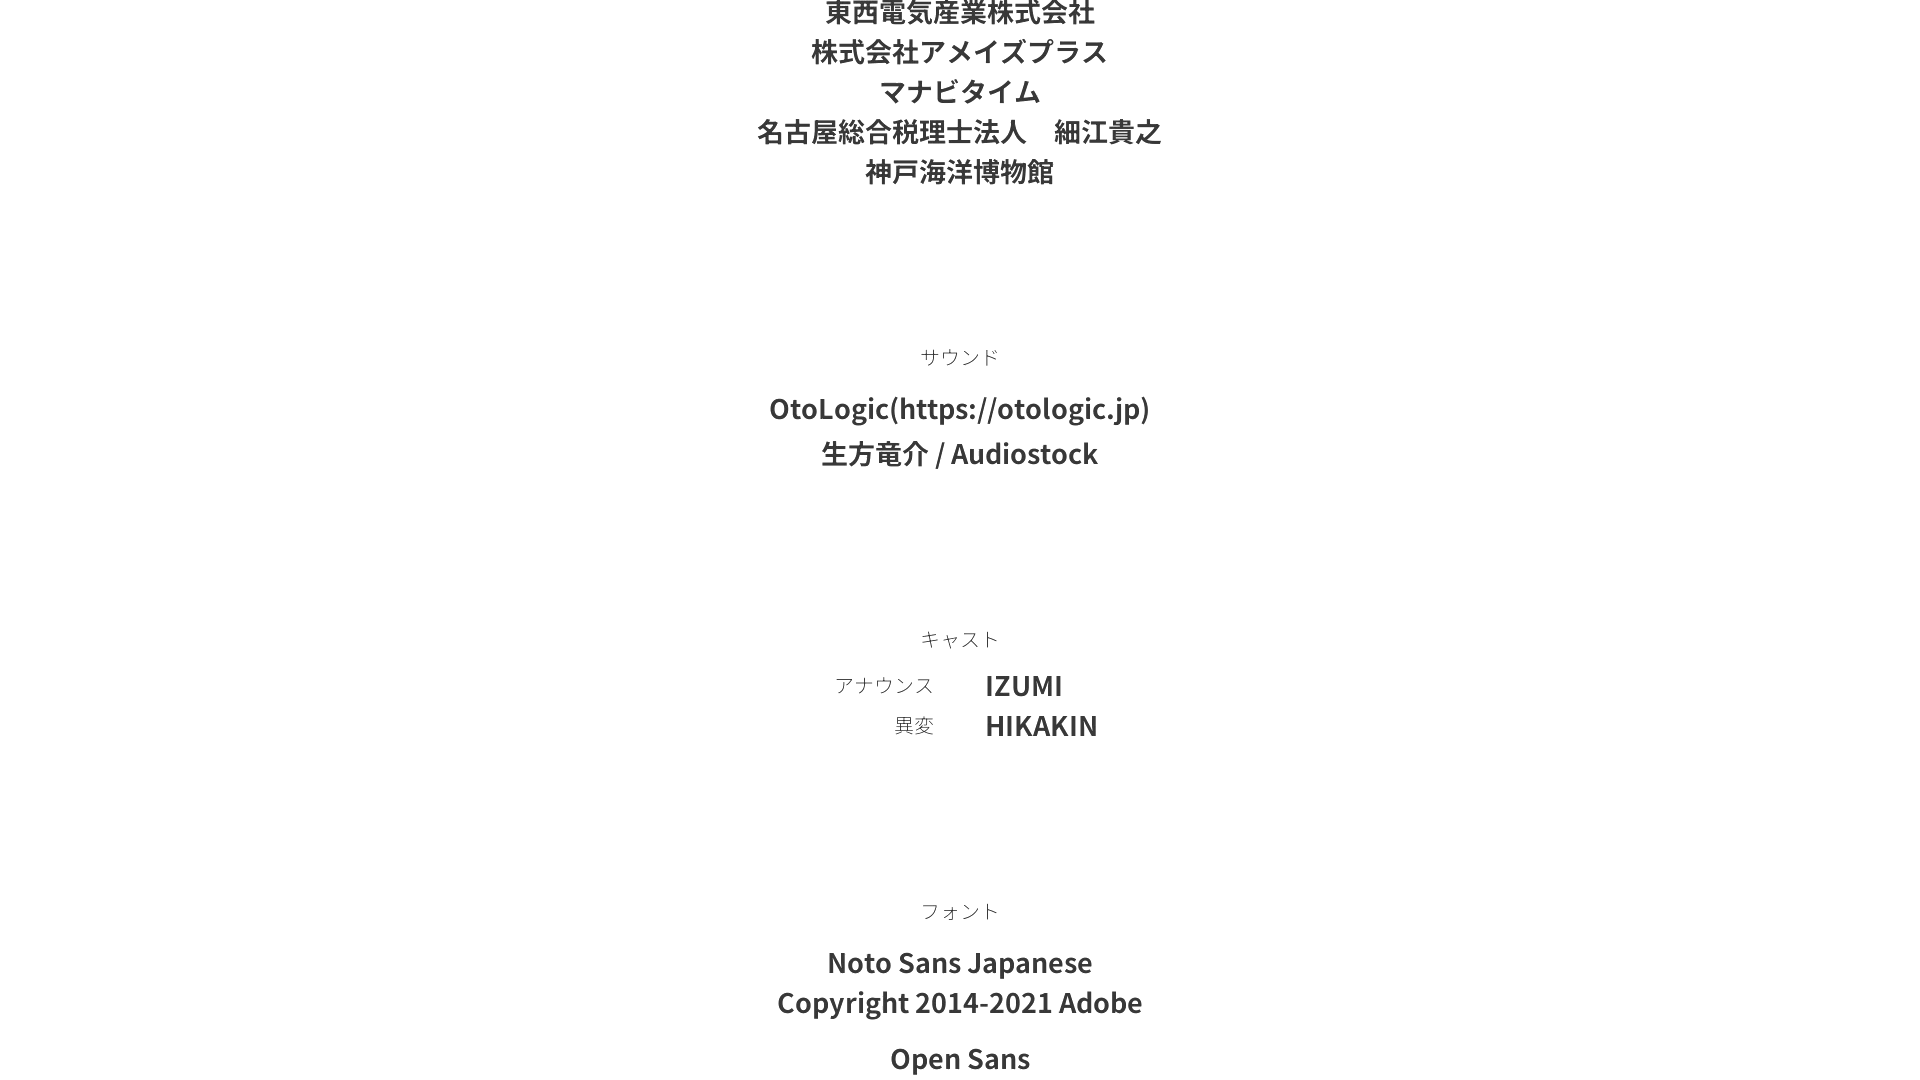 東西電気産業株式会社
株式会社アメイズプラス
マナビタイム
名古屋総合税理士法人　細江貴之
神戸海洋博物館
サウンド
OtoLogic(https://otologic.jp)
生方竜介 / Audiostock
キャスト
アナウンス IZUMI
異変 HIKAKIN
フォント
Noto Sans Japanese
Copyright 2014-2021 Adobe
Open Sans